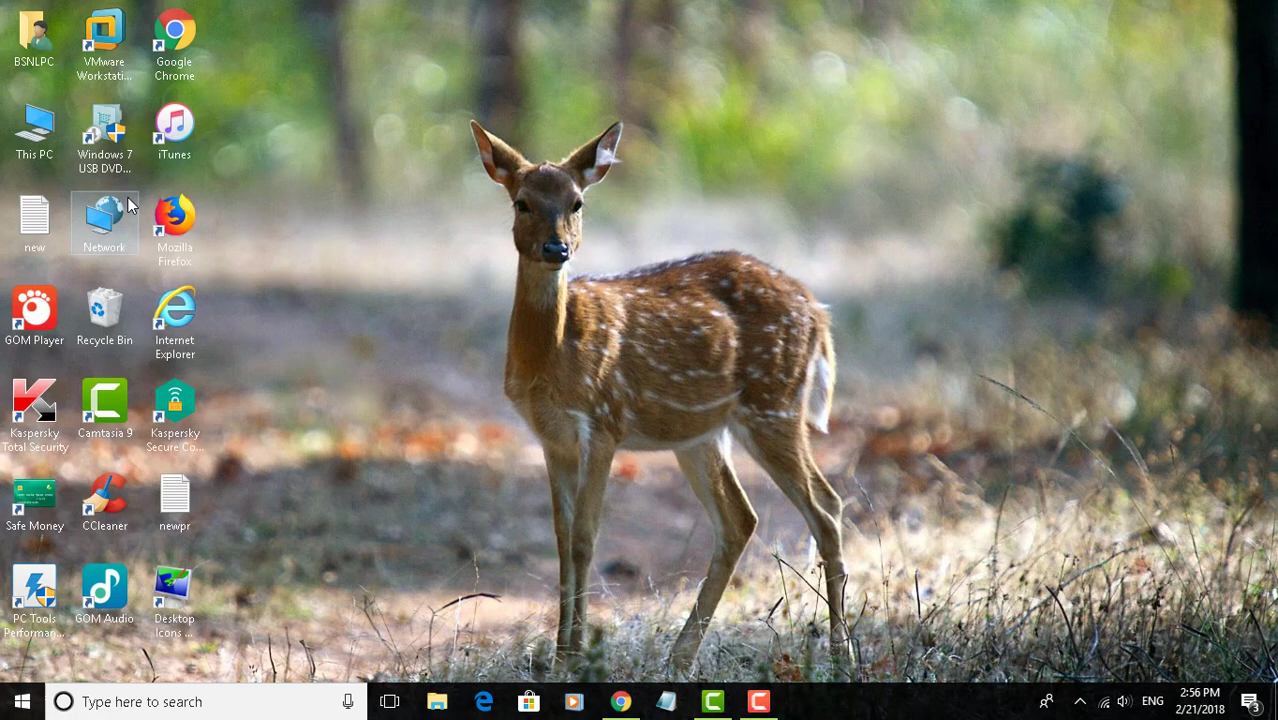 BSNLPC
VMware
Workstati...
Google
Chrome
This PC
Windows 7
USB DVD...
iTunes
new
Network
Mozilla
Firefox
GOM Player
Recycle Bin
Internet
Explorer
Kaspersky
Total Security
Camtasia 9
Kaspersky
Secure Co...
Safe Money
CCleaner
newpr
PC Tools
Performan...
GOM Audio
Desktop
Icons ...
Type here to search
ENG
2:56 PM
2/21/2018
3